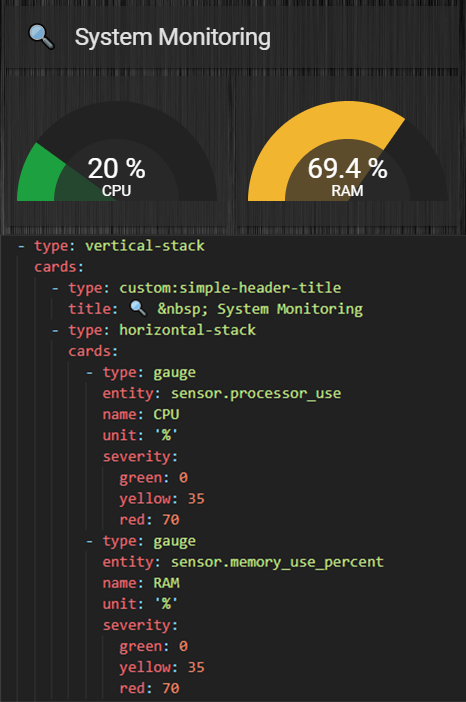 🔍 System Monitoring
20 %
CPU
69.4 %
RAM
- type: vertical-stack
  cards:
    - type: custom:simple-header-title
      title: 🔍 &nbsp; System Monitoring
    - type: horizontal-stack
      cards:
        - type: gauge
          entity: sensor.processor_use
          name: CPU
          unit: '%'
          severity:
            green: 0
            yellow: 35
            red: 70
        - type: gauge
          entity: sensor.memory_use_percent
          name: RAM
          unit: '%'
          severity:
            green: 0
            yellow: 35
            red: 70